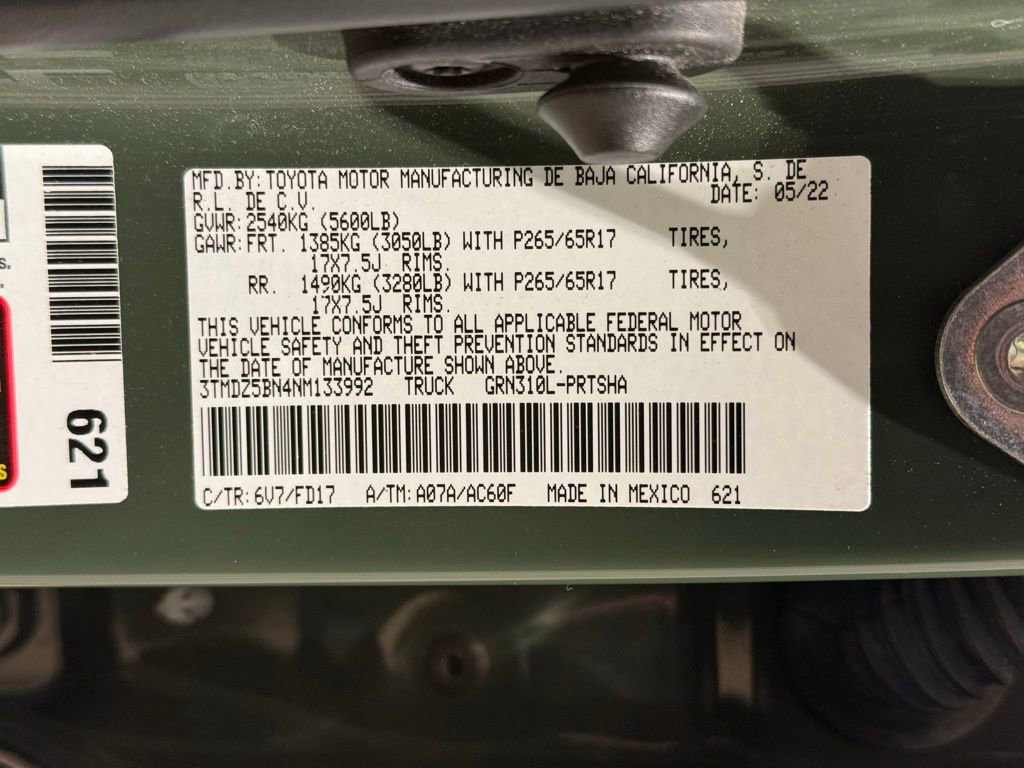 MFD.BY:TOYOTA MOTOR MANUFACTURING DE BAJA CALIFORNIA, S. DE
R.L. DE C.V. DATE: 05/22
GVWR:2540KG (5600LB)
GAWR:FRT. 1385KG (3050LB) WITH P265/65R17 TIRES,
17X7.5J RIMS.
RR. 1490KG (3280LB) WITH P265/65R17 TIRES,
17X7.5J RIMS.
THIS VEHICLE CONFORMS TO ALL APPLICABLE FEDERAL MOTOR
VEHICLE SAFETY AND THEFT PREVENTION STANDARDS IN EFFECT ON
THE DATE OF MANUFACTURE SHOWN ABOVE.
3TMDZ5BN4NM133992 TRUCK GRN310L-PRTSHA
C/TR:6V7/FD17 A/TM:A07A/AC60F MADE IN MEXICO 621
621